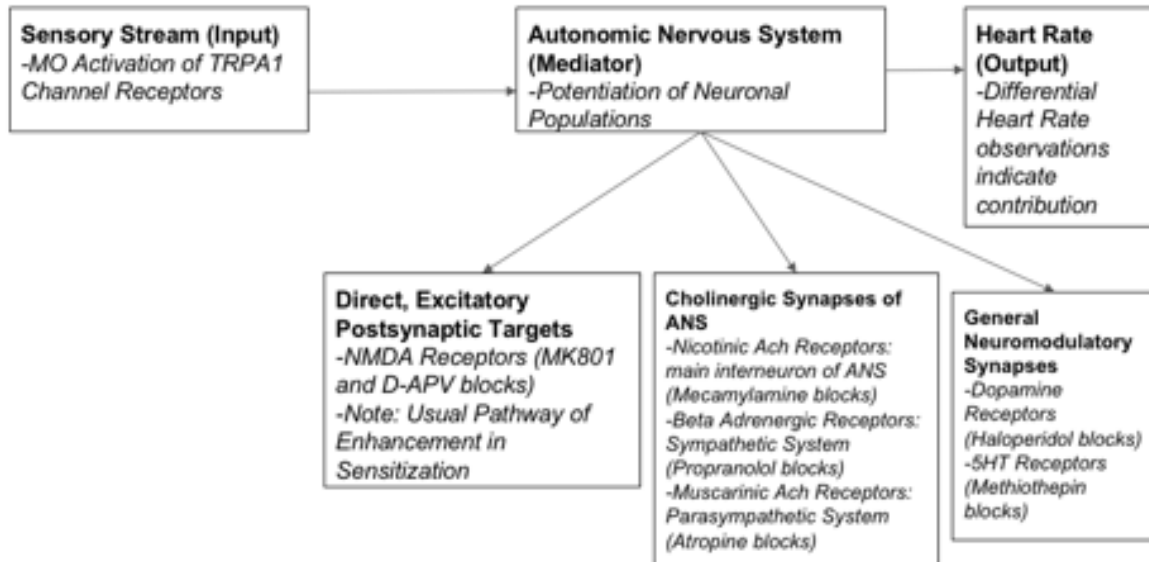 Sensory Stream (Input)
-MO Activation of TRPA1
Channel Receptors
Autonomic Nervous System
(Mediator)
-Potentiation of Neuronal
Populations
Heart Rate
(Output)
-Differential
Heart Rate
observations
indicate
contribution
Direct, Excitatory
Postsynaptic Targets
-NMDA Receptors (MK801
and D-APV blocks)
-Note: Usual Pathway of
Enhancement in
Sensitization
Cholinergic Synapses of
ANS
-Nicotinic Ach Receptors:
main interneuron of ANS
(Mecamylamine blocks)
-Beta Adrenergic Receptors:
Sympathetic System
(Propranolol blocks)
-Muscarinic Ach Receptors:
Parasympathetic System
(Atropine blocks)
General
Neuromodulatory
Synapses
-Dopamine
Receptors
(Haloperidol blocks)
-5HT Receptors
(Methiothepin
blocks)